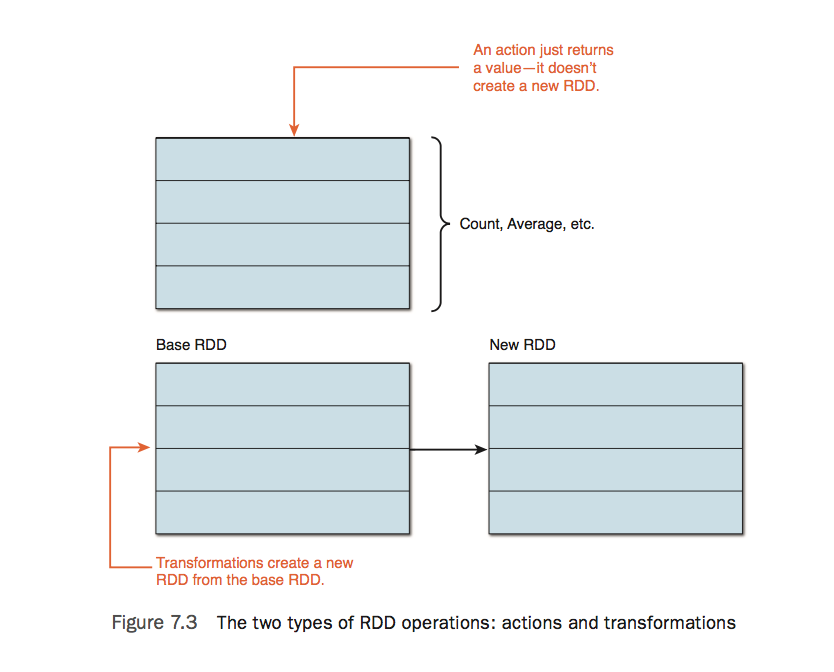 An action just returns
a value—it doesn't
create a new RDD.
Count, Average, etc.
Base RDD
New RDD
Transformations create a new
RDD from the base RDD.
Figure 7.3 The two types of RDD operations: actions and transformations